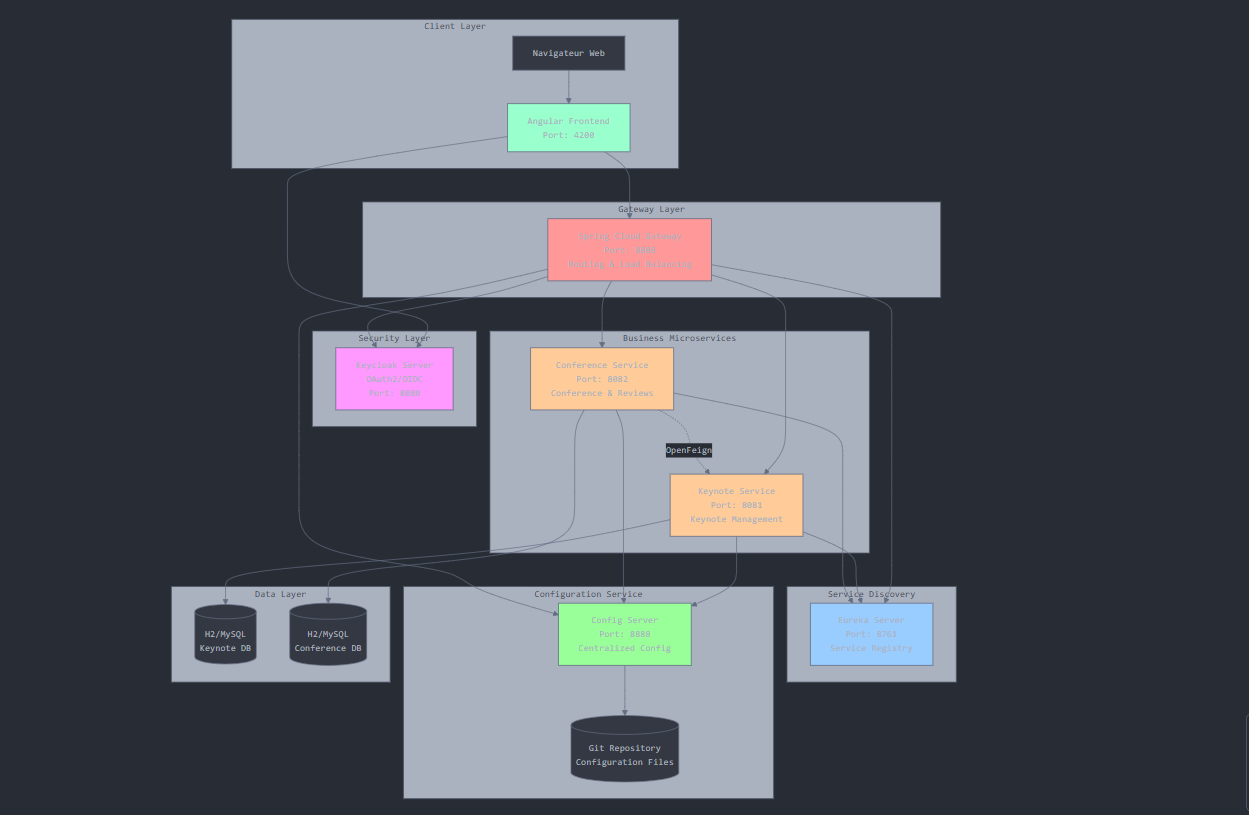 Client Layer
Navigateur Web
Angular Frontend
Port: 4200
Gateway Layer
Spring Cloud Gateway
Routing & Load Balancing
Security Layer
Keycloak Server
OAuth2/OIDC
Port: 8080
Business Microservices
Conference Service
Port: 8082
Conference & Reviews
OpenFeign
Keynote Service
Port: 8081
Keynote Management
Data Layer
H2/MySQL
Keynote DB
H2/MySQL
Conference DB
Configuration Service
Config Server
Port: 8888
Centralized Config
Git Repository
Configuration Files
Service Discovery
Eureka Server
Port: 8761
Service Registry